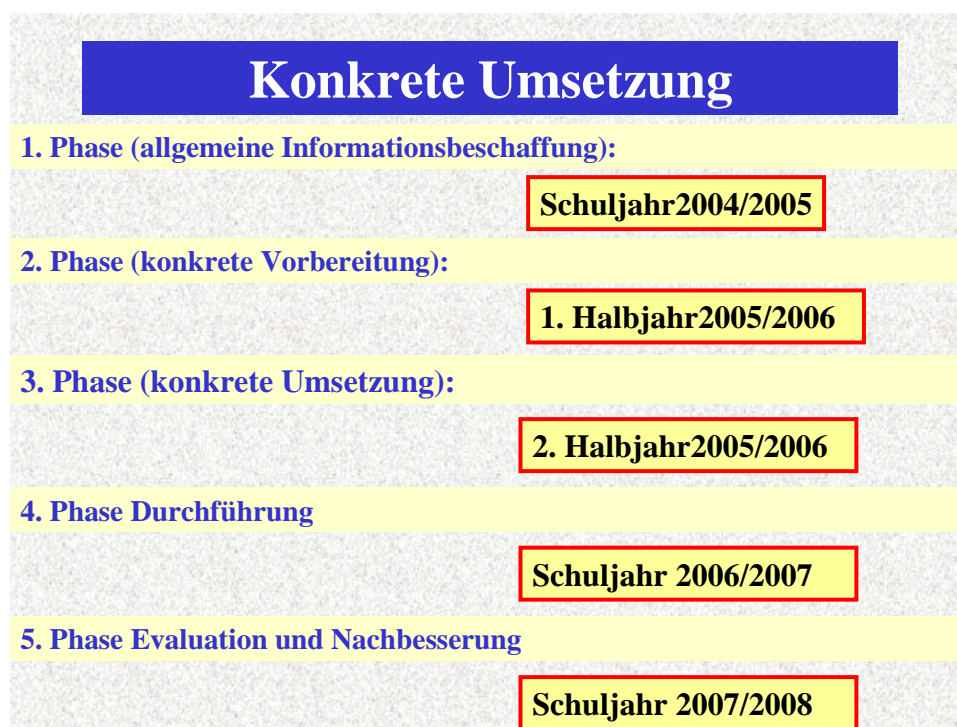 Konkrete Umsetzung
1. Phase (allgemeine Informationsbeschaffung):
Schuljahr2004/2005
2. Phase (konkrete Vorbereitung):
1. Halbjahr2005/2006
3. Phase (konkrete Umsetzung):
2. Halbjahr2005/2006
4. Phase Durchführung
Schuljahr 2006/2007
5. Phase Evaluation und Nachbesserung
Schuljahr 2007/2008